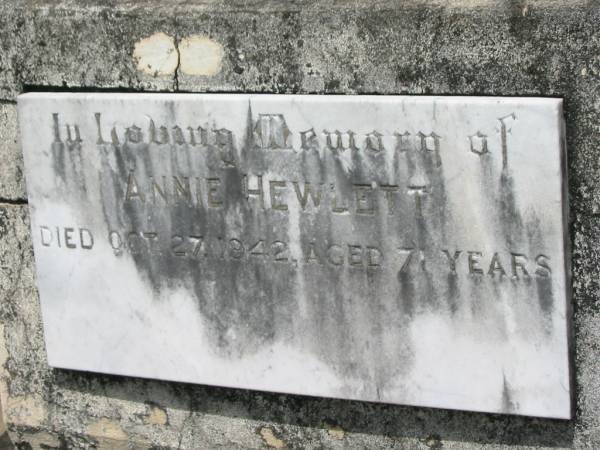 In Loving Memory of
ANNIE HEWLETT
DIED OCT. 27, 1942, AGED 71 YEARS